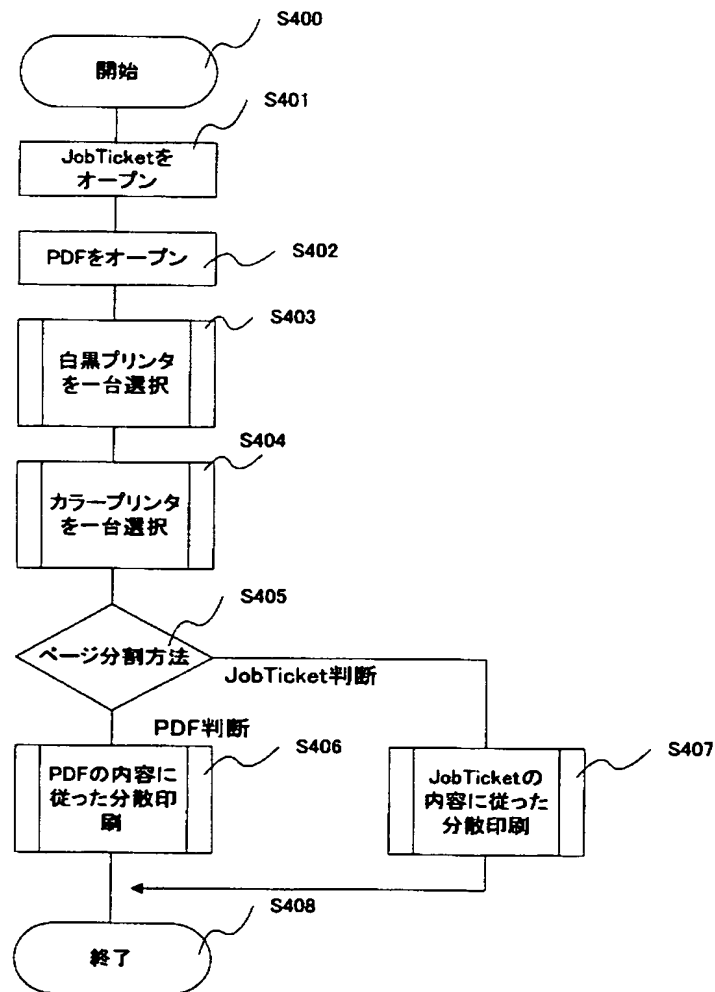 S400
開始
S401
JobTicketを
オープン
S402
PDFをオープン
S403
白黒プリンタ
を一台選択
S404
カラープリンタ
を一台選択
S405
ページ分割方法
JobTicket判断
PDF判断
S406
PDFの内容に
従った分散印
刷
S407
JobTicketの
内容に従った
分散印刷
S408
終了